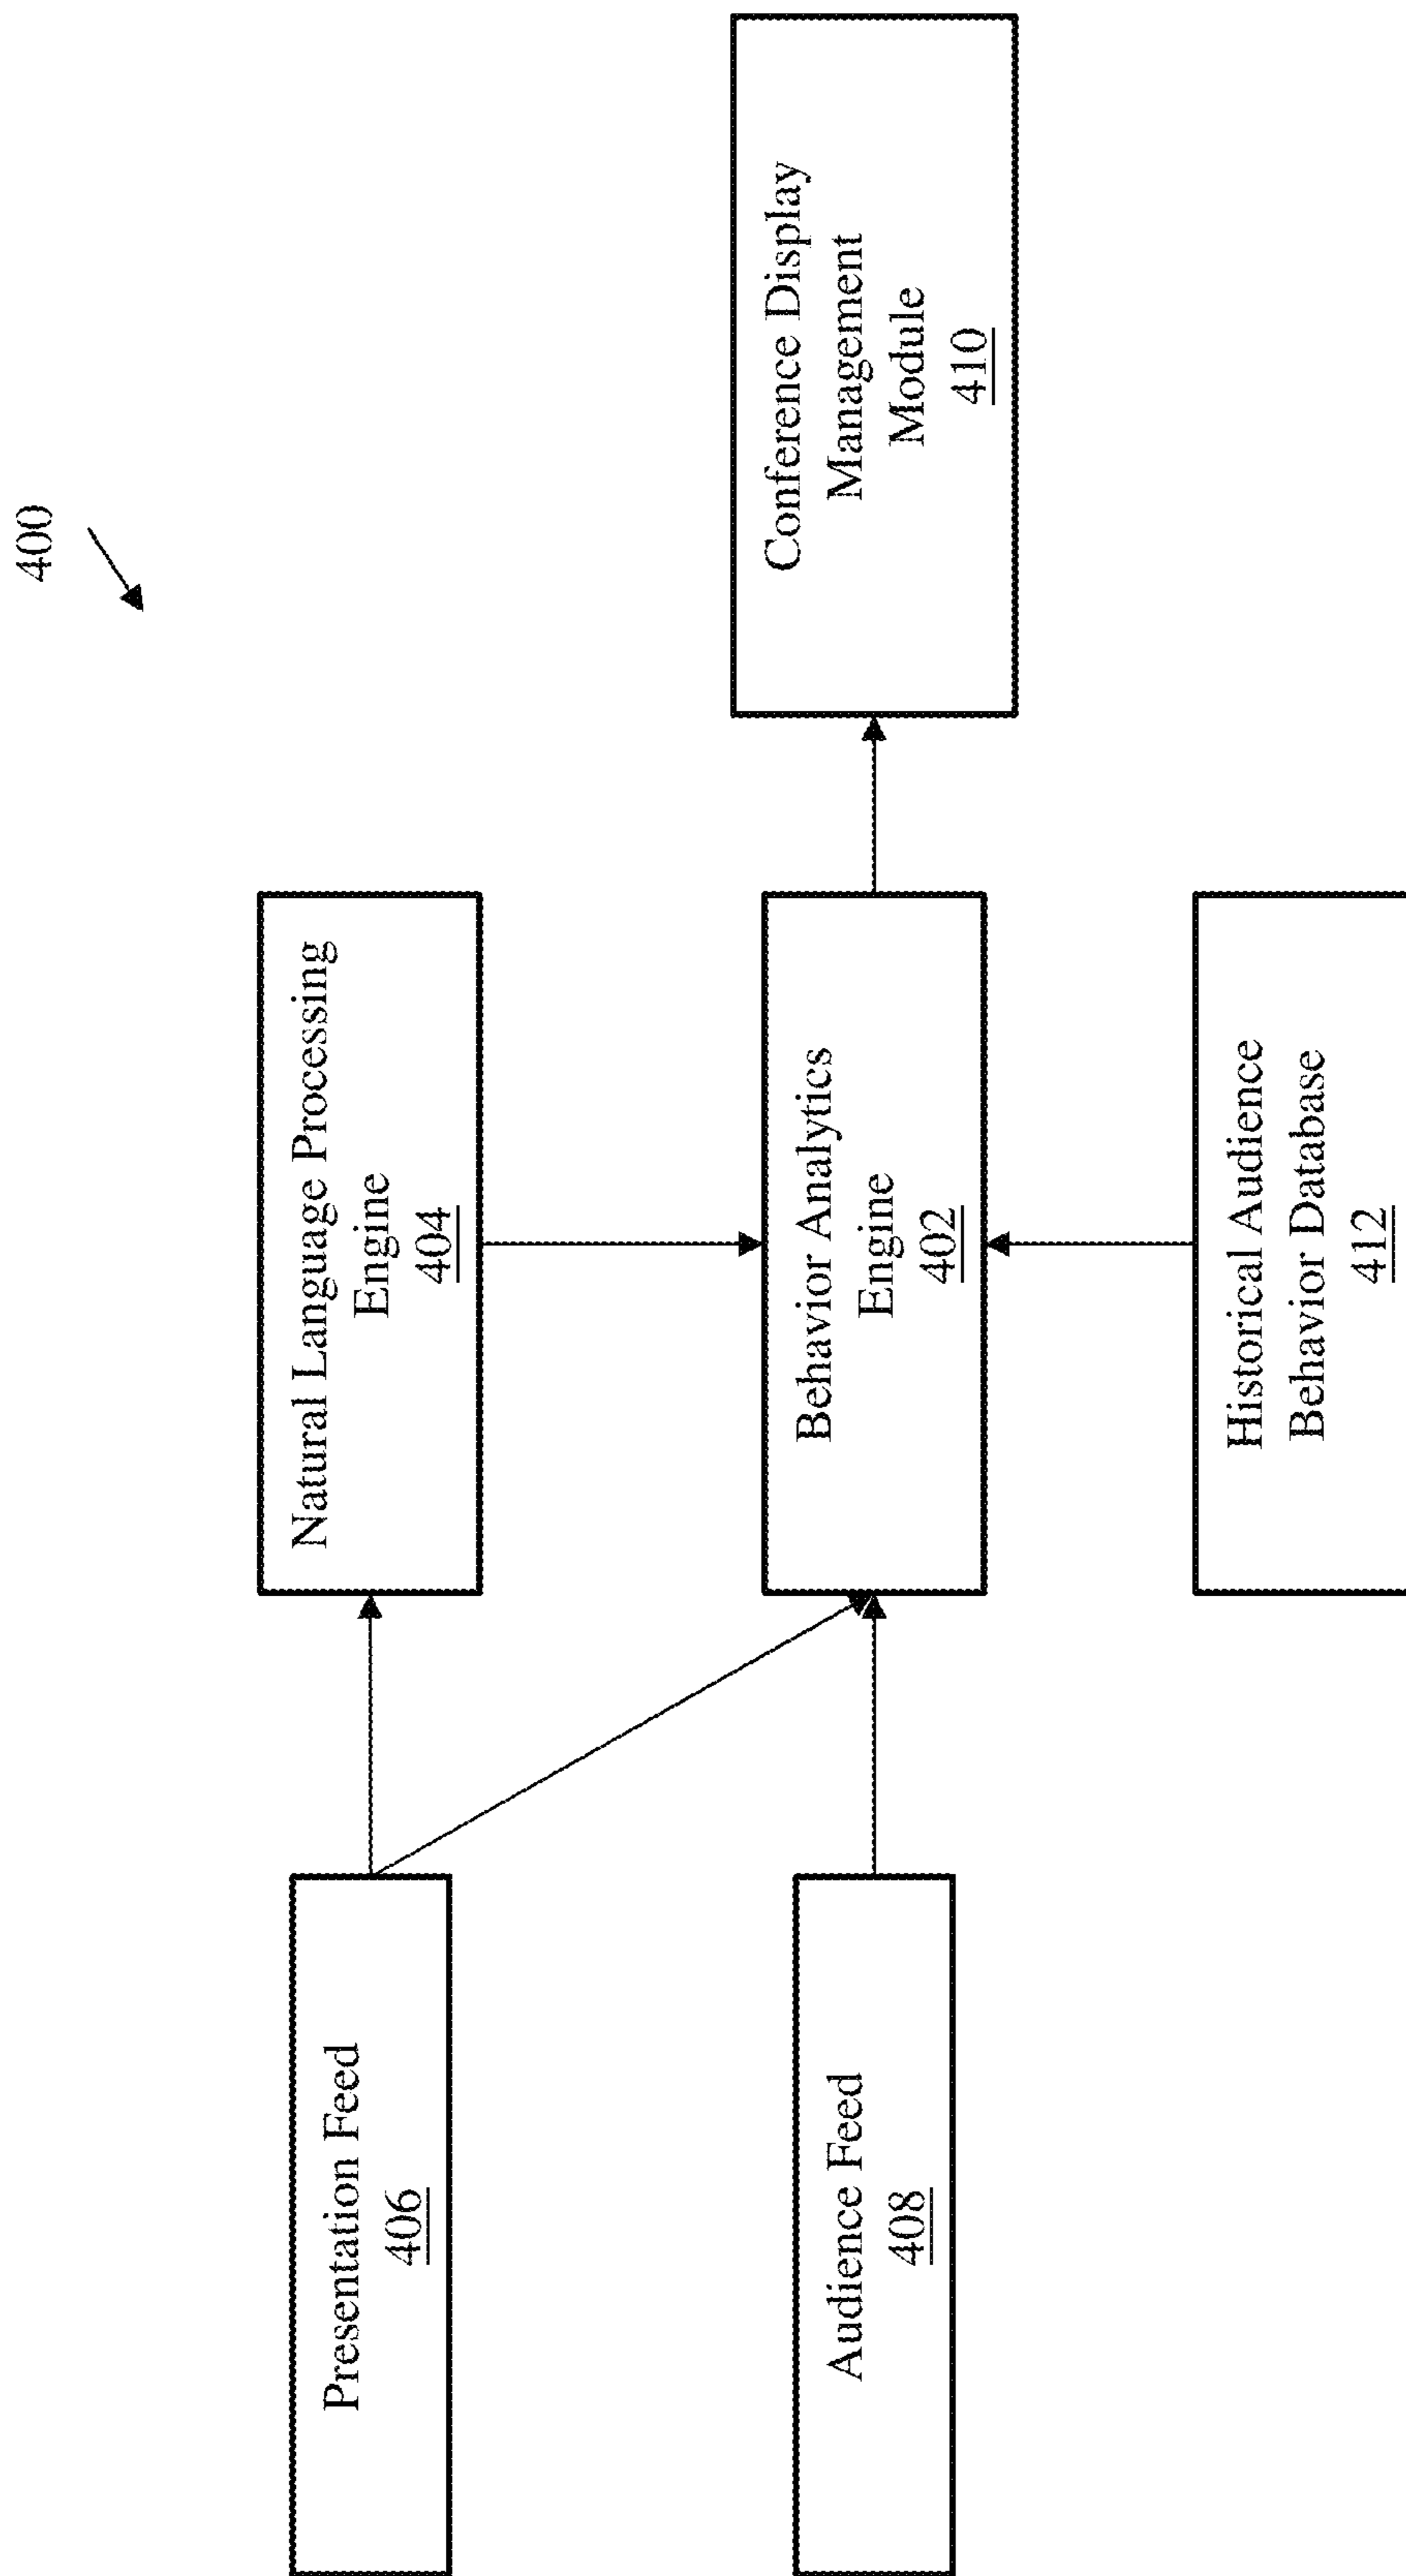 400
Presentation Feed
406
Natural Language Processing
Engine
404
Audience Feed
408
Behavior Analytics
Engine
402
Conference Display
Management
Module
410
Historical Audience
Behavior Database
412